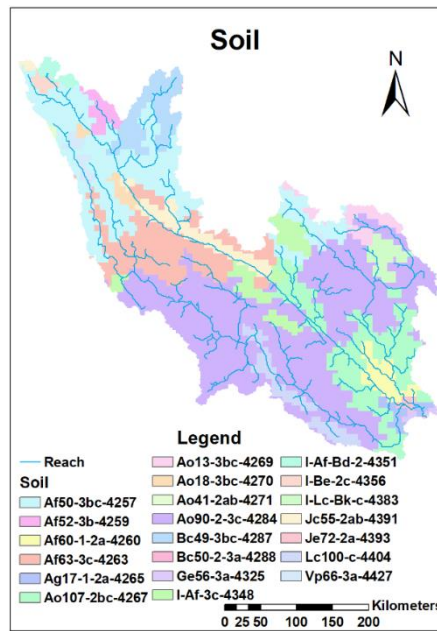 Soil
N
Legend
Reach
Soil
Af50-3bc-4257
Af52-3b-4259
Af60-1-2a-4260
Af63-3c-4263
Ag17-1-2a-4265
Ao107-2bc-4267
Ao13-3bc-4269
Ao18-3bc-4270
Ao41-2ab-4271
Ao90-2-3c-4284
Bc49-3bc-4287
Bc50-2-3a-4288
Ge56-3a-4325
I-Af-3c-4348
I-Af-Bd-2-4351
I-Be-2c-4356
I-Lc-Bk-c-4383
Jc55-2ab-4391
Je72-2a-4393
Lc100-c-4404
Vp66-3a-4427
Kilometers
0 25 50 100 150 200